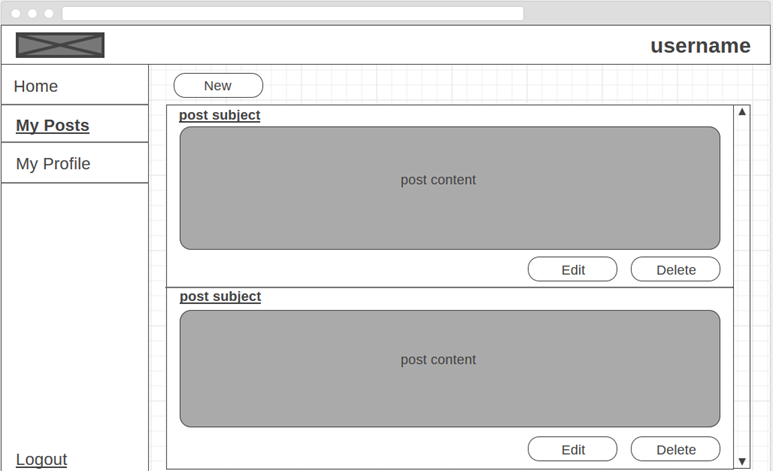 username
Home
My Posts
My Profile
Logout
New
post subject
post content
Edit
Delete
post subject
post content
Edit
Delete